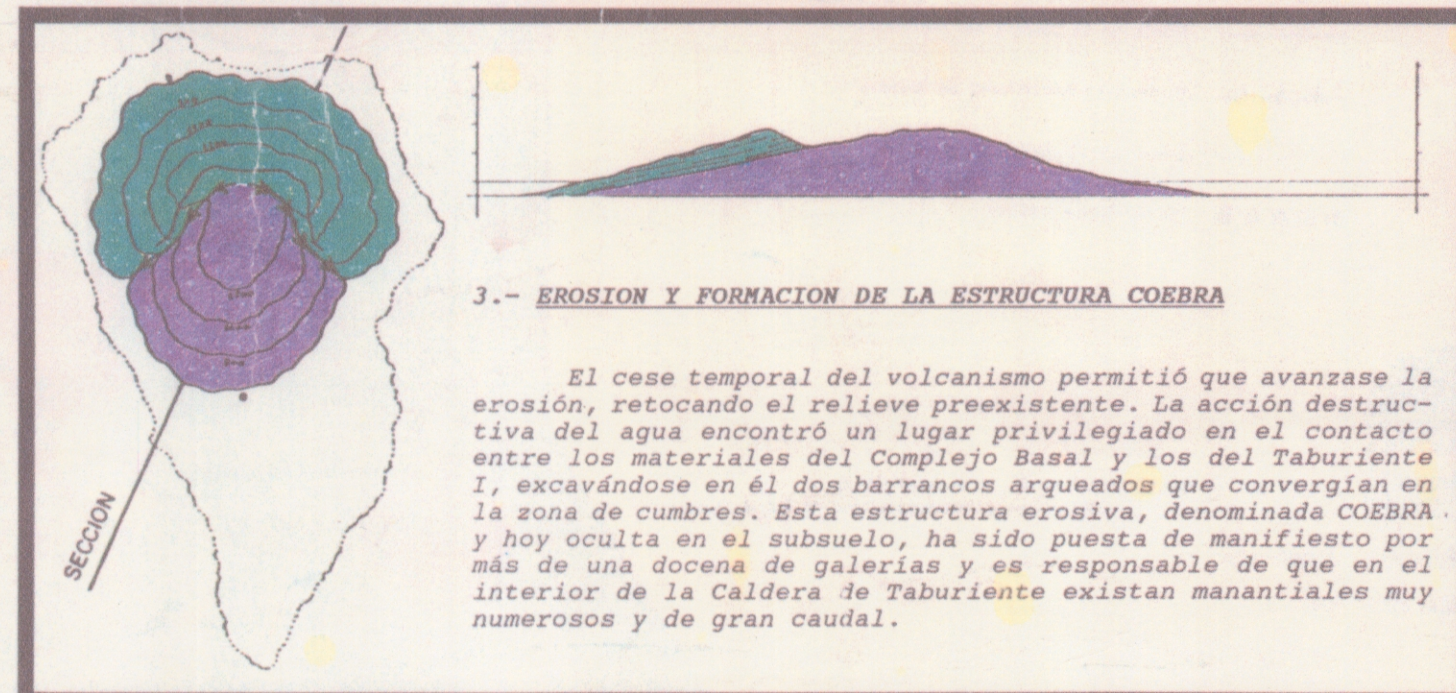 SECCION
3.- EROSION Y FORMACION DE LA ESTRUCTURA COEBRA
El cese temporal del volcanismo permitió que avanzase la
erosión, retocando el relieve preexistente. La acción destruc-
tiva del agua encontró un lugar privilegiado en el contacto
entre los materiales del Complejo Basal y los del Taburiente
I, excavándose en él dos barrancos arqueados que convergían en
la zona de cumbres. Esta estructura erosiva, denominada COEBRA
y hoy oculta en el subsuelo, ha sido puesta de manifiesto por
más de una docena de galerías y es responsable de que en el
interior de la Caldera de Taburiente existan manantiales muy
numerosos y de gran caudal.